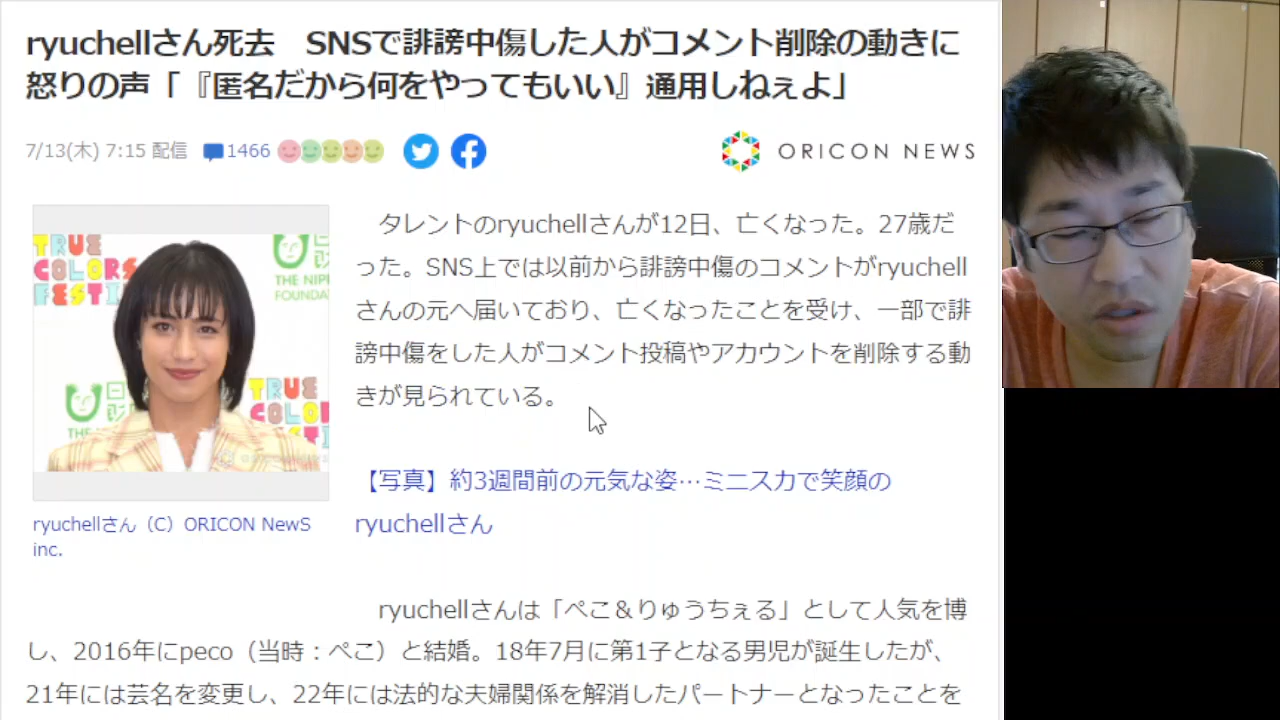 ryuchellさん死去　SNSで誹謗中傷した人がコメント削除の動きに
怒りの声「『匿名だから何をやってもいい』通用しねぇよ」
7/13(木) 7:15 配信 1466
ORICON NEWS
TRUE
COLORS
FESTI
THE NIPP
FOUNDAT
TRUE
COL
タレントのryuchellさんが12日、亡くなった。27歳だ
った。SNS上では以前から誹謗中傷のコメントがryuchell
さんの元へ届いており、亡くなったことを受け、一部で誹
謗中傷をした人がコメント投稿やアカウントを削除する動
きが見られている。
【写真】約3週間前の元気な姿…ミニスカで笑顔の
ryuchellさん
ryuchellさん（C）ORICON NewS
inc.
ryuchellさんは「ぺこ＆りゅうちぇる」として人気を博
し、2016年にpeco（当時：ぺこ）と結婚。18年7月に第1子となる男児が誕生したが、
21年には芸名を変更し、22年には法的な夫婦関係を解消したパートナーとなったことを